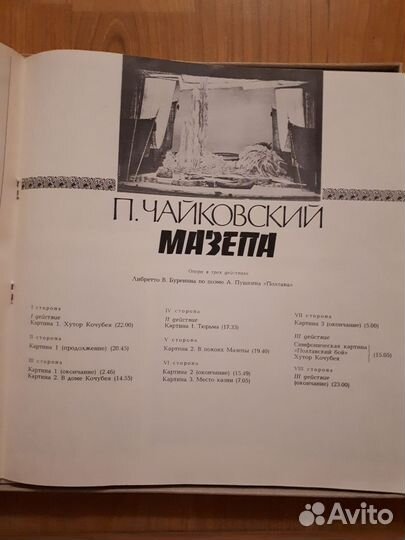 П. ЧАЙКОВСКИЙ
МАЗЕПА
Опера в трех действиях
Либретто В. Буренина по поэме А. Пушкина «Полтава»
I сторона
I действие
Картина 1. Хутор Кочубея (22.00)
II сторона
Картина 1 (продолжение) (20.45)
III сторона
Картина 1 (окончание) (2.46)
Картина 2. В доме Кочубея (14.55)
IV сторона
II действие
Картина 1. Тюрьма (17.33)
V сторона
Картина 2. В покоях Мазепы (19.40)
VI сторона
Картина 2 (окончание) (15.49)
Картина 3. Место казни (7.05)
VII сторона
Картина 3 (окончание) (5.00)
III действие
Симфоническая картина
«Полтавский бой»
Хутор Кочубея
(15.05)
VIII сторона
III действие
(окончание) (23.00)
Avito